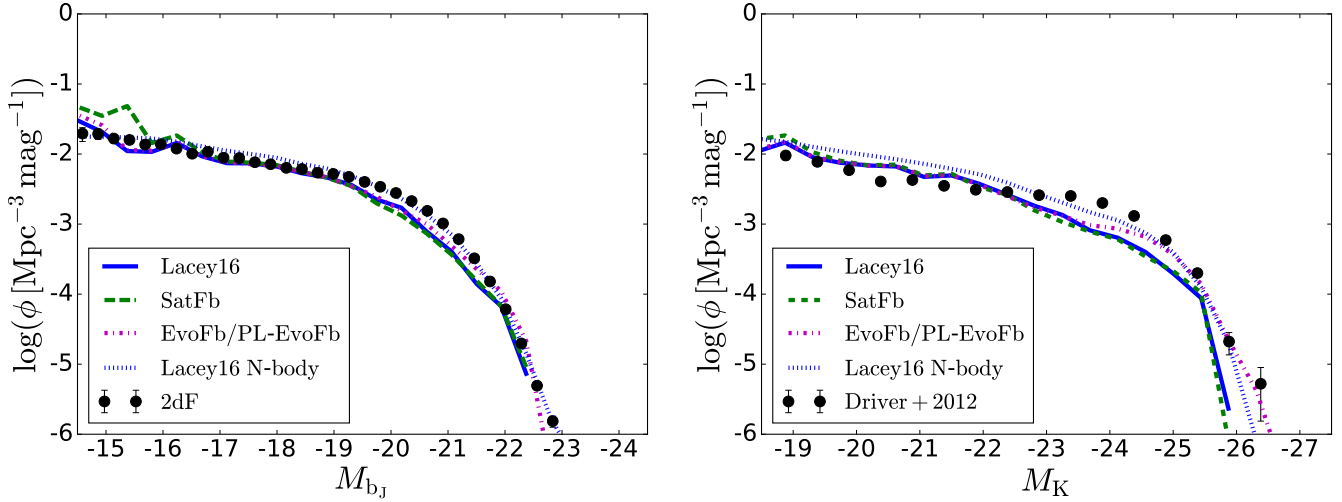 0
-1
-2
-3
-4
-5
-6
log(ϕ [Mpc⁻³ mag⁻¹])
Lacey16
SatFb
EvoFb/PL-EvoFb
Lacey16 N-body
2dF
-15 -16 -17 -18 -19 -20 -21 -22 -23 -24
M_{b_J}
0
-1
-2
-3
-4
-5
-6
log(ϕ [Mpc⁻³ mag⁻¹])
Lacey16
SatFb
EvoFb/PL-EvoFb
Lacey16 N-body
Driver+2012
-19 -20 -21 -22 -23 -24 -25 -26 -27
M_K